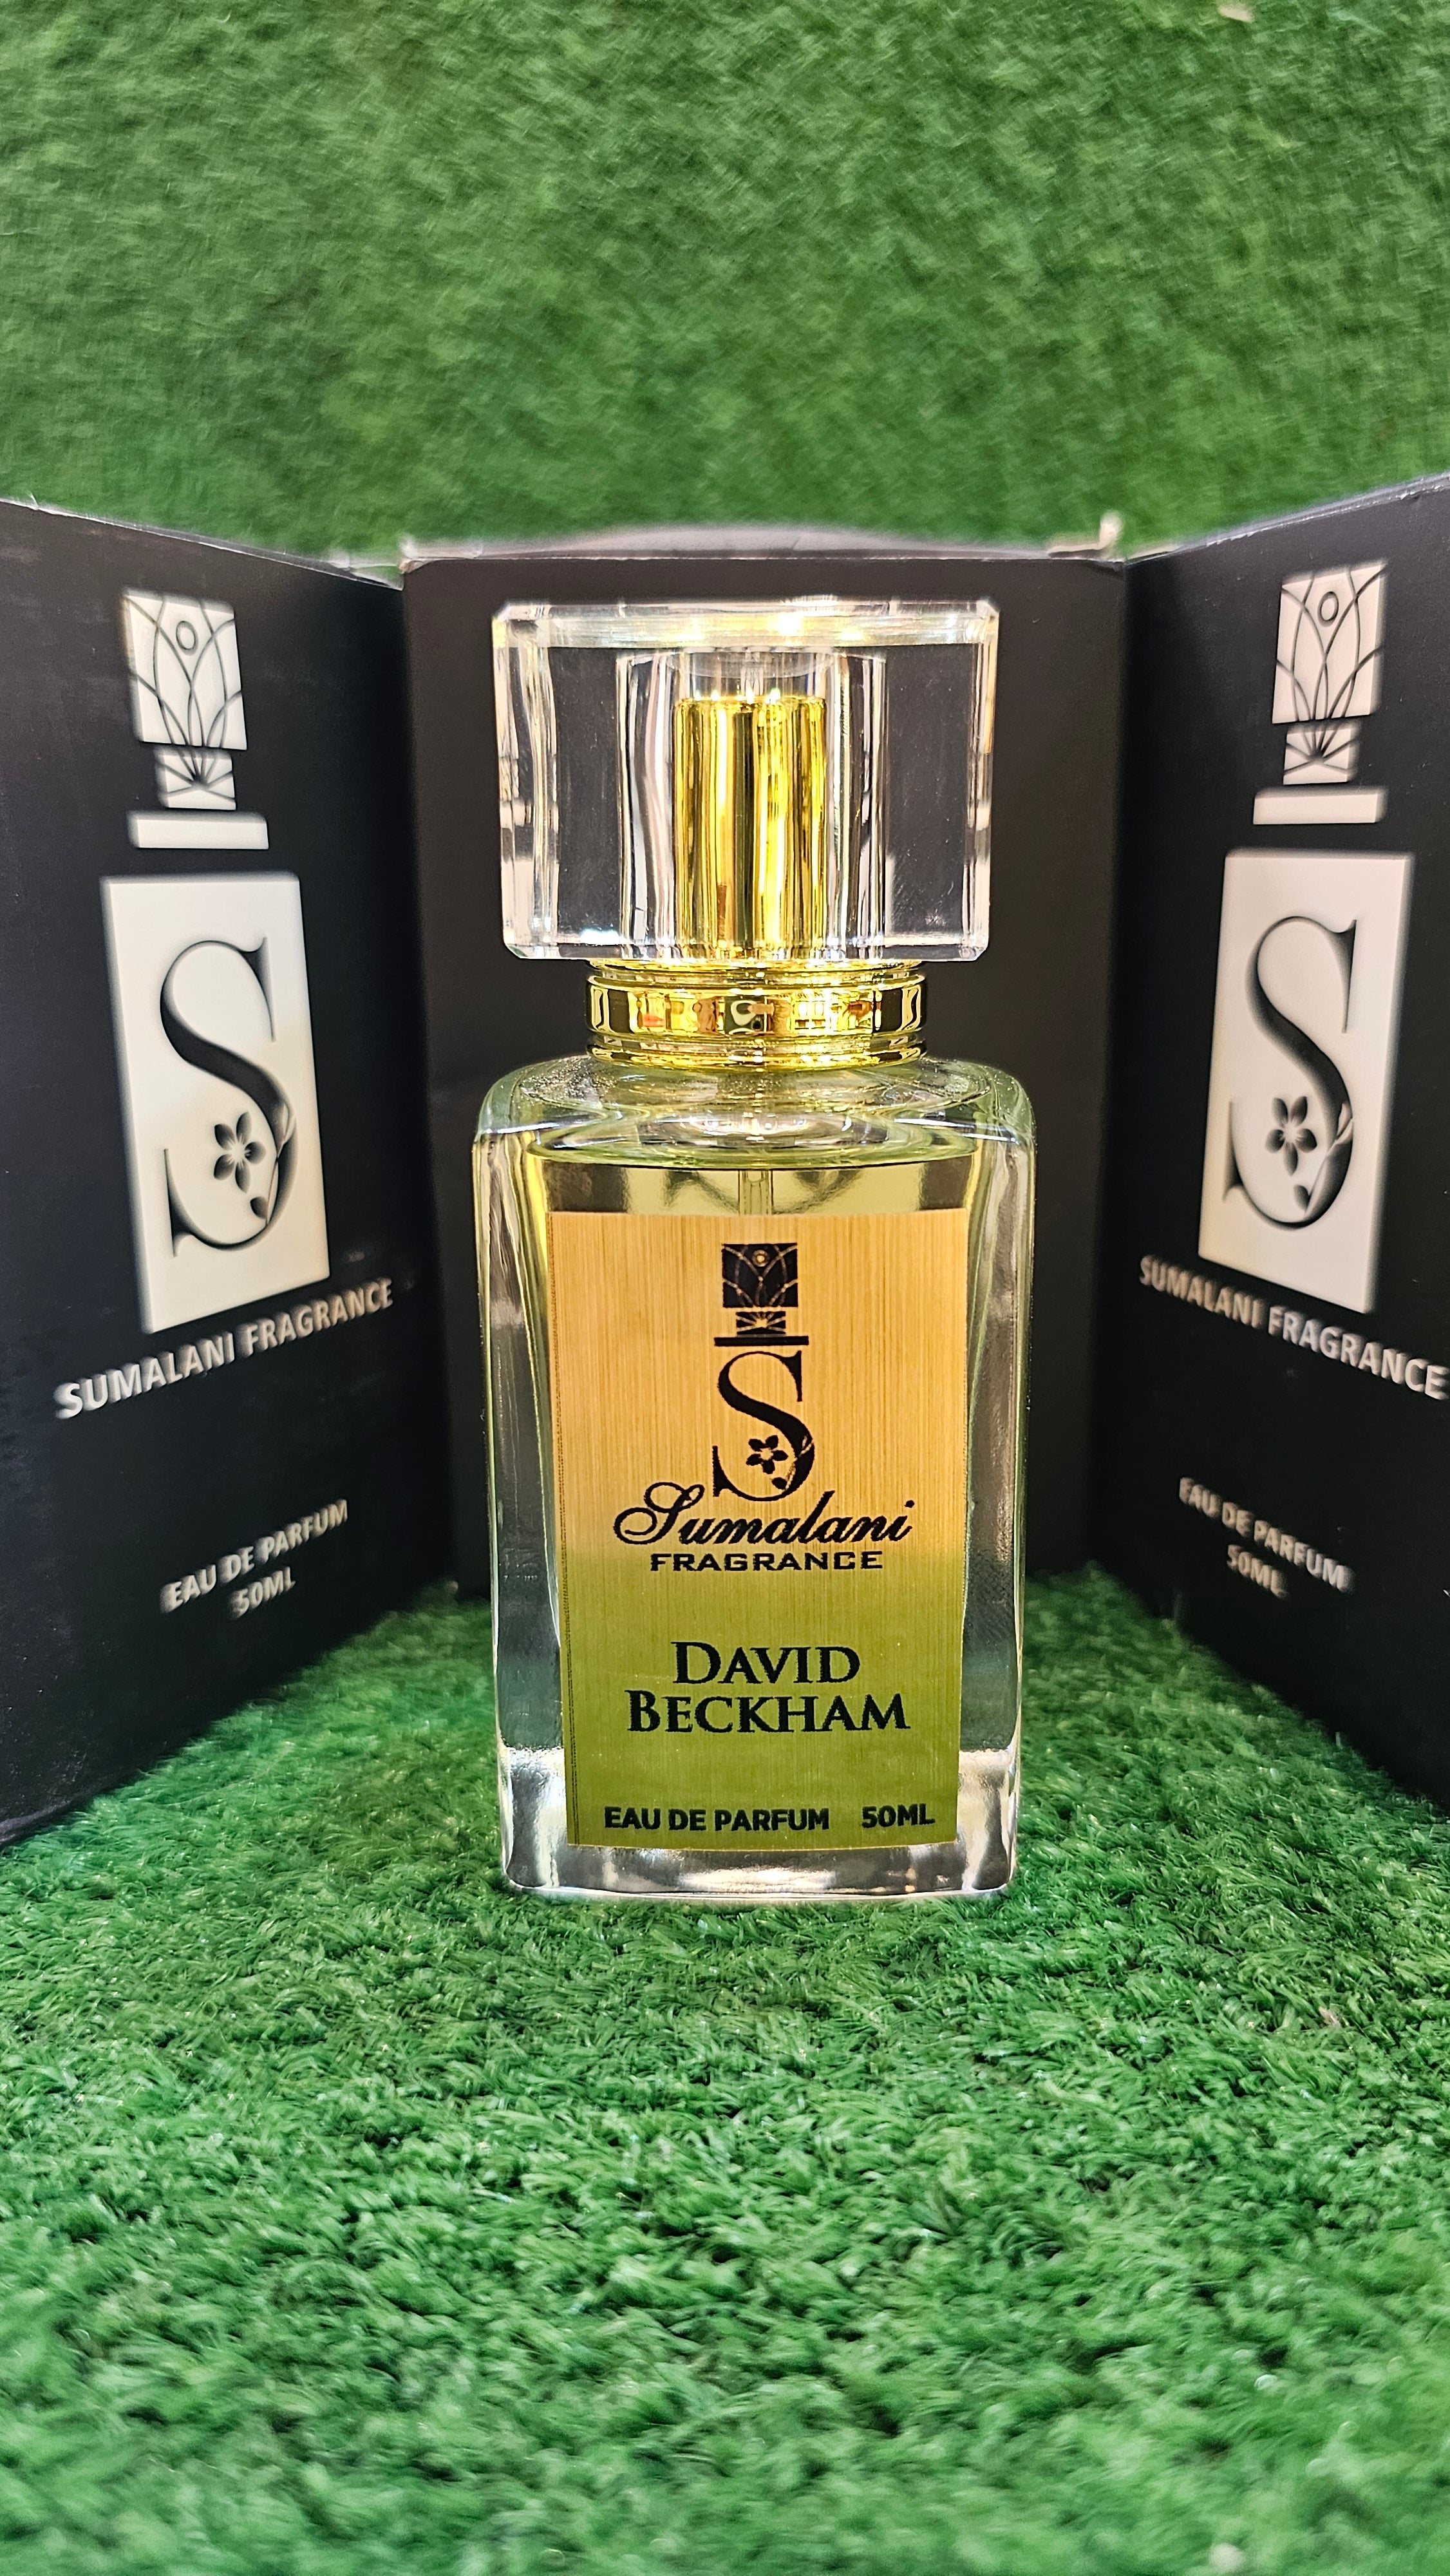 S
SUMALANI FRAGRANCE
EAU DE PARFUM
50ML
S
Sumalani
FRAGRANCE
DAVID
BECKHAM
EAU DE PARFUM 50ML
S
SUMALANI FRAGRANCE
EAU DE PARFUM
50ML